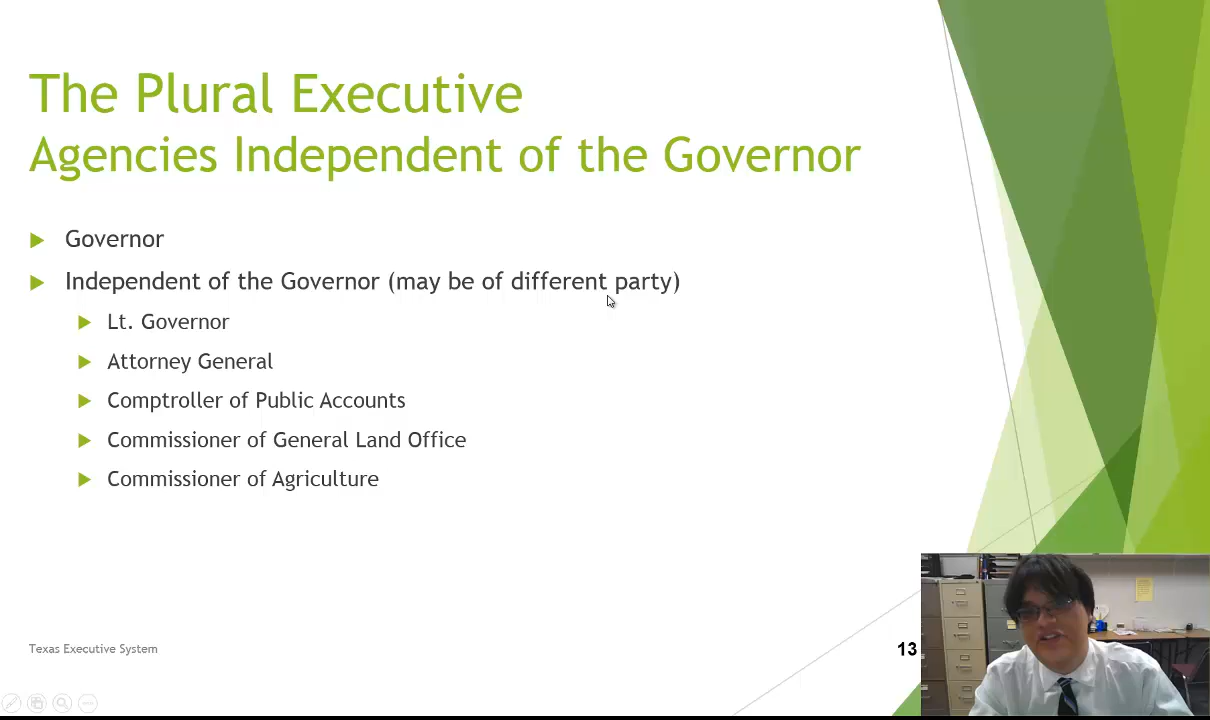 The Plural Executive
Agencies Independent of the Governor
Governor
Independent of the Governor (may be of different party)
Lt. Governor
Attorney General
Comptroller of Public Accounts
Commissioner of General Land Office
Commissioner of Agriculture
Texas Executive System
13